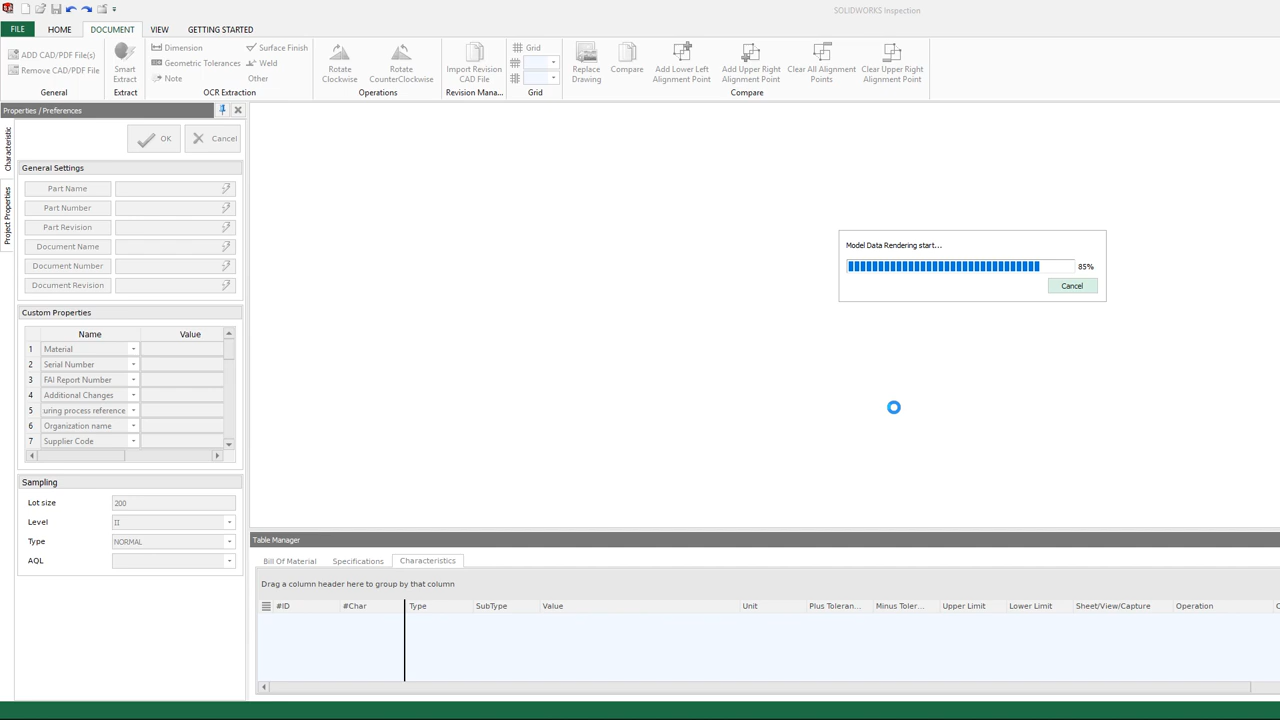 SOLIDWORKS Inspection
FILE HOME DOCUMENT VIEW GETTING STARTED
ADD CAD/PDF File(s)
Remove CAD/PDF File
General
Smart
Extract
Extract
Dimension
Geometric Tolerances
Note
Surface Finish
Weld
Other
OCR Extraction
Rotate
Clockwise
Rotate
CounterClockwise
Operations
Import Revision
CAD File
Revision Mana...
Grid
Grid
Replace
Drawing
Compare
Add Lower Left
Alignment Point
Add Upper Right
Alignment Point
Clear All Alignment
Points
Clear Upper Right
Alignment Point
Compare
Properties / Preferences
Characteristic
Project Properties
OK Cancel
General Settings
Part Name
Part Number
Part Revision
Document Name
Document Number
Document Revision
Custom Properties
Name Value
1 Material
2 Serial Number
3 FAI Report Number
4 Additional Changes
5 uring process reference
6 Organization name
7 Supplier Code
Sampling
Lot size 200
Level II
Type NORMAL
AQL
Model Data Rendering start...
85%
Cancel
Table Manager
Bill Of Material Specifications Characteristics
Drag a column header here to group by that column
#ID #Char Type SubType Value Unit Plus Toleran... Minus Toler... Upper Limit Lower Limit Sheet/View/Capture Operation